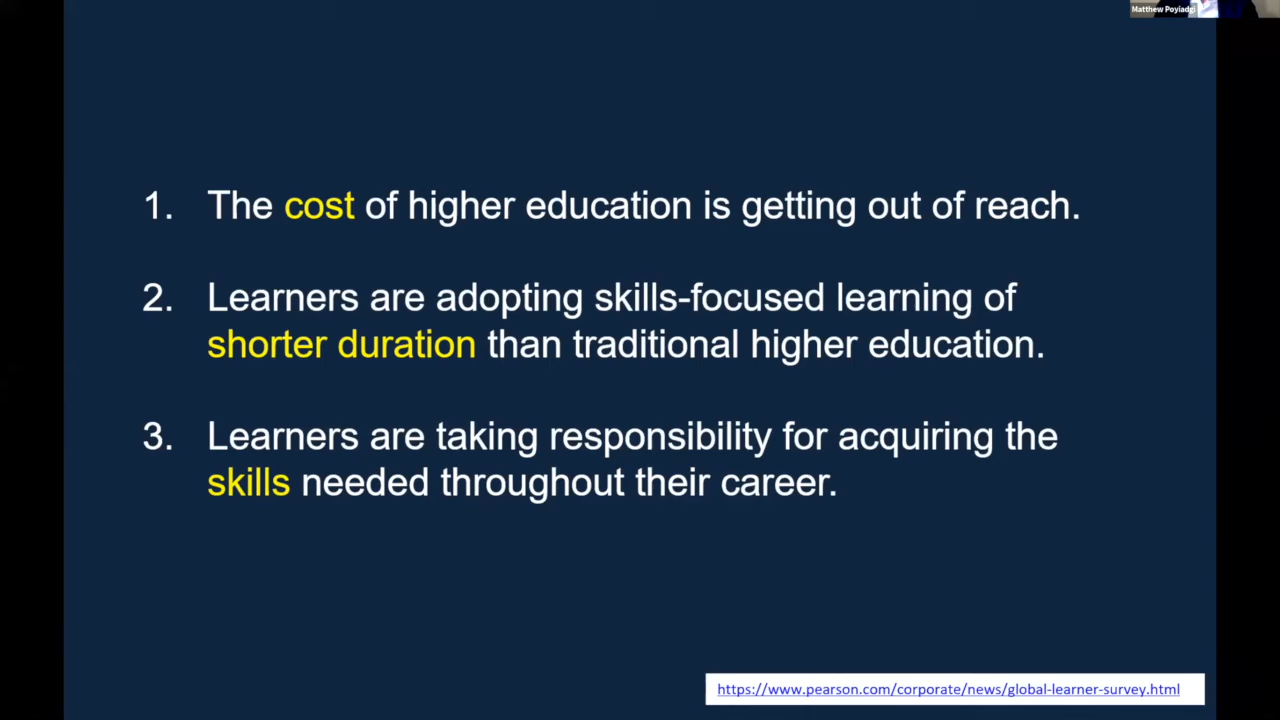 Matthew Poyiadgi
1. The cost of higher education is getting out of reach.
2. Learners are adopting skills-focused learning of
shorter duration than traditional higher education.
3. Learners are taking responsibility for acquiring the
skills needed throughout their career.
https://www.pearson.com/corporate/news/global-learner-survey.html